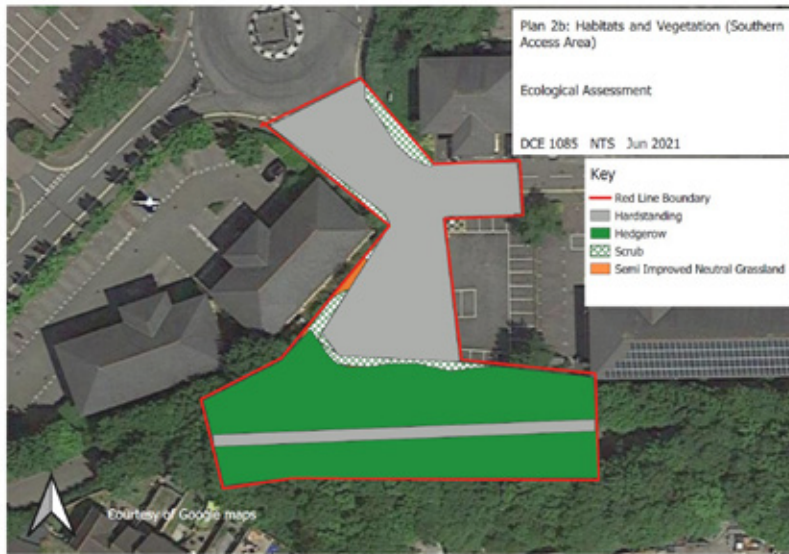 Plan 2b: Habitats and Vegetation (Southern
Access Area)
Ecological Assessment
DCE 1085 NTS Jun 2021
Key
Red Line Boundary
Hardstanding
Hedgerow
Scrub
Semi Improved Neutral Grassland
Courtesy of Google maps